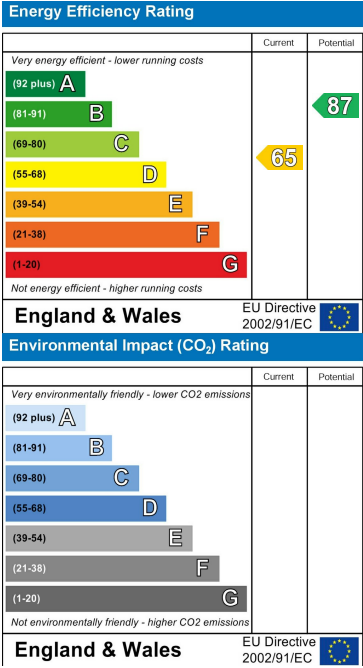 Energy Efficiency Rating
Current Potential
Very energy efficient - lower running costs
(92 plus) A
(81-91) B
(69-80) C
(55-68) D
(39-54) E
(21-38) F
(1-20) G
65
87
Not energy efficient - higher running costs
England & Wales
EU Directive
2002/91/EC
Environmental Impact (CO₂) Rating
Current Potential
Very environmentally friendly - lower CO2 emissions
(92 plus) A
(81-91) B
(69-80) C
(55-68) D
(39-54) E
(21-38) F
(1-20) G
Not environmentally friendly - higher CO2 emissions
England & Wales
EU Directive
2002/91/EC